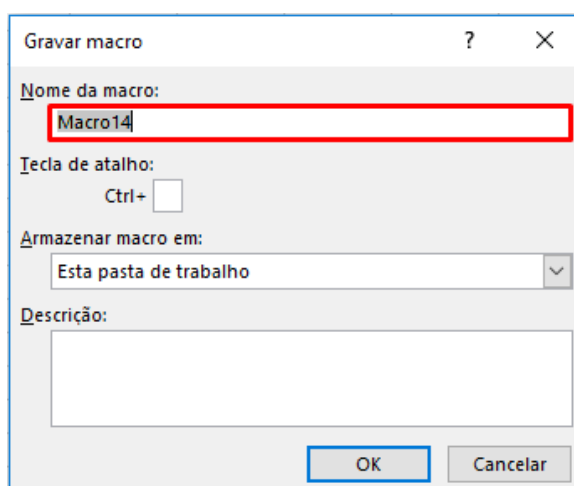 Gravar macro ? ×
Nome da macro:
Macro14
Tecla de atalho:
Ctrl+
Armazenar macro em:
Esta pasta de trabalho
Descrição:
OK Cancelar